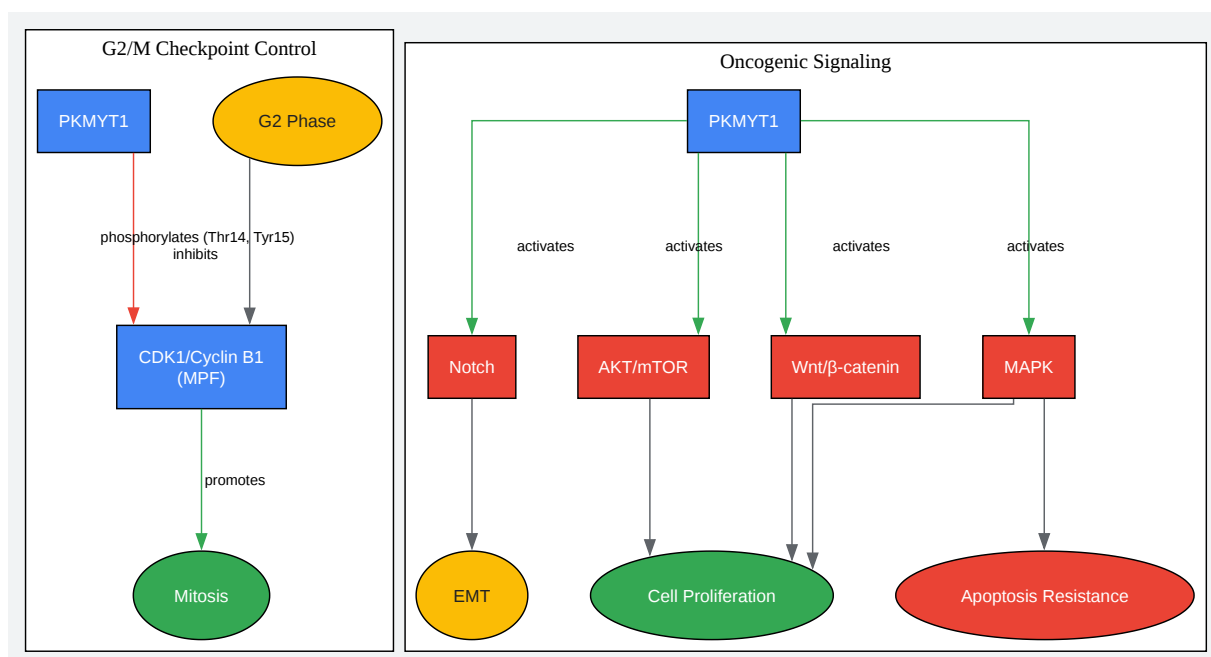 G2/M Checkpoint Control
PKMYT1
G2 Phase
phosphorylates (Thr14, Tyr15)
inhibits
CDK1/Cyclin B1
(MPF)
promotes
Mitosis
Oncogenic Signaling
PKMYT1
activates
activates
activates
activates
Notch
AKT/mTOR
Wnt/β-catenin
MAPK
EMT
Cell Proliferation
Apoptosis Resistance